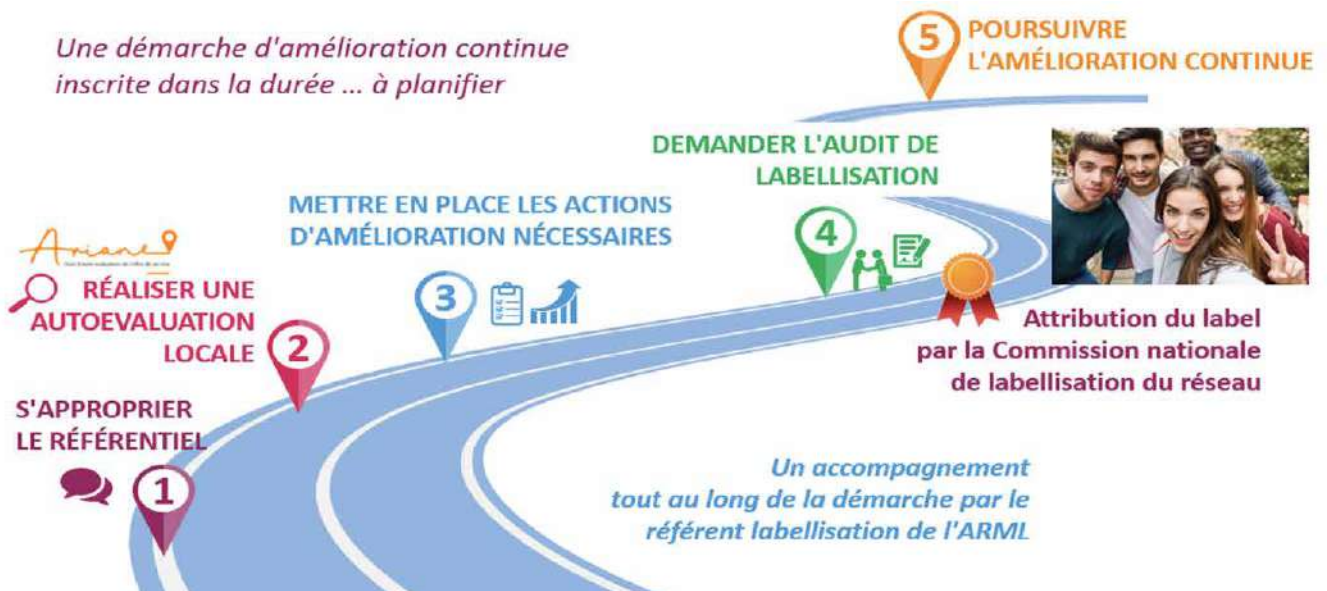 Une démarche d'amélioration continue
inscrite dans la durée ... à planifier
5
POURSUIVRE
L'AMÉLIORATION CONTINUE
DEMANDER L'AUDIT DE
LABELLISATION
4
METTRE EN PLACE LES ACTIONS
D'AMÉLIORATION NÉCESSAIRES
3
Ariane
RÉALISER UNE
AUTOEVALUATION
LOCALE
2
S'APPROPRIER
LE RÉFÉRENTIEL
1
Attribution du label
par la Commission nationale
de labellisation du réseau
Un accompagnement
tout au long de la démarche par le
référent labellisation de l'ARML